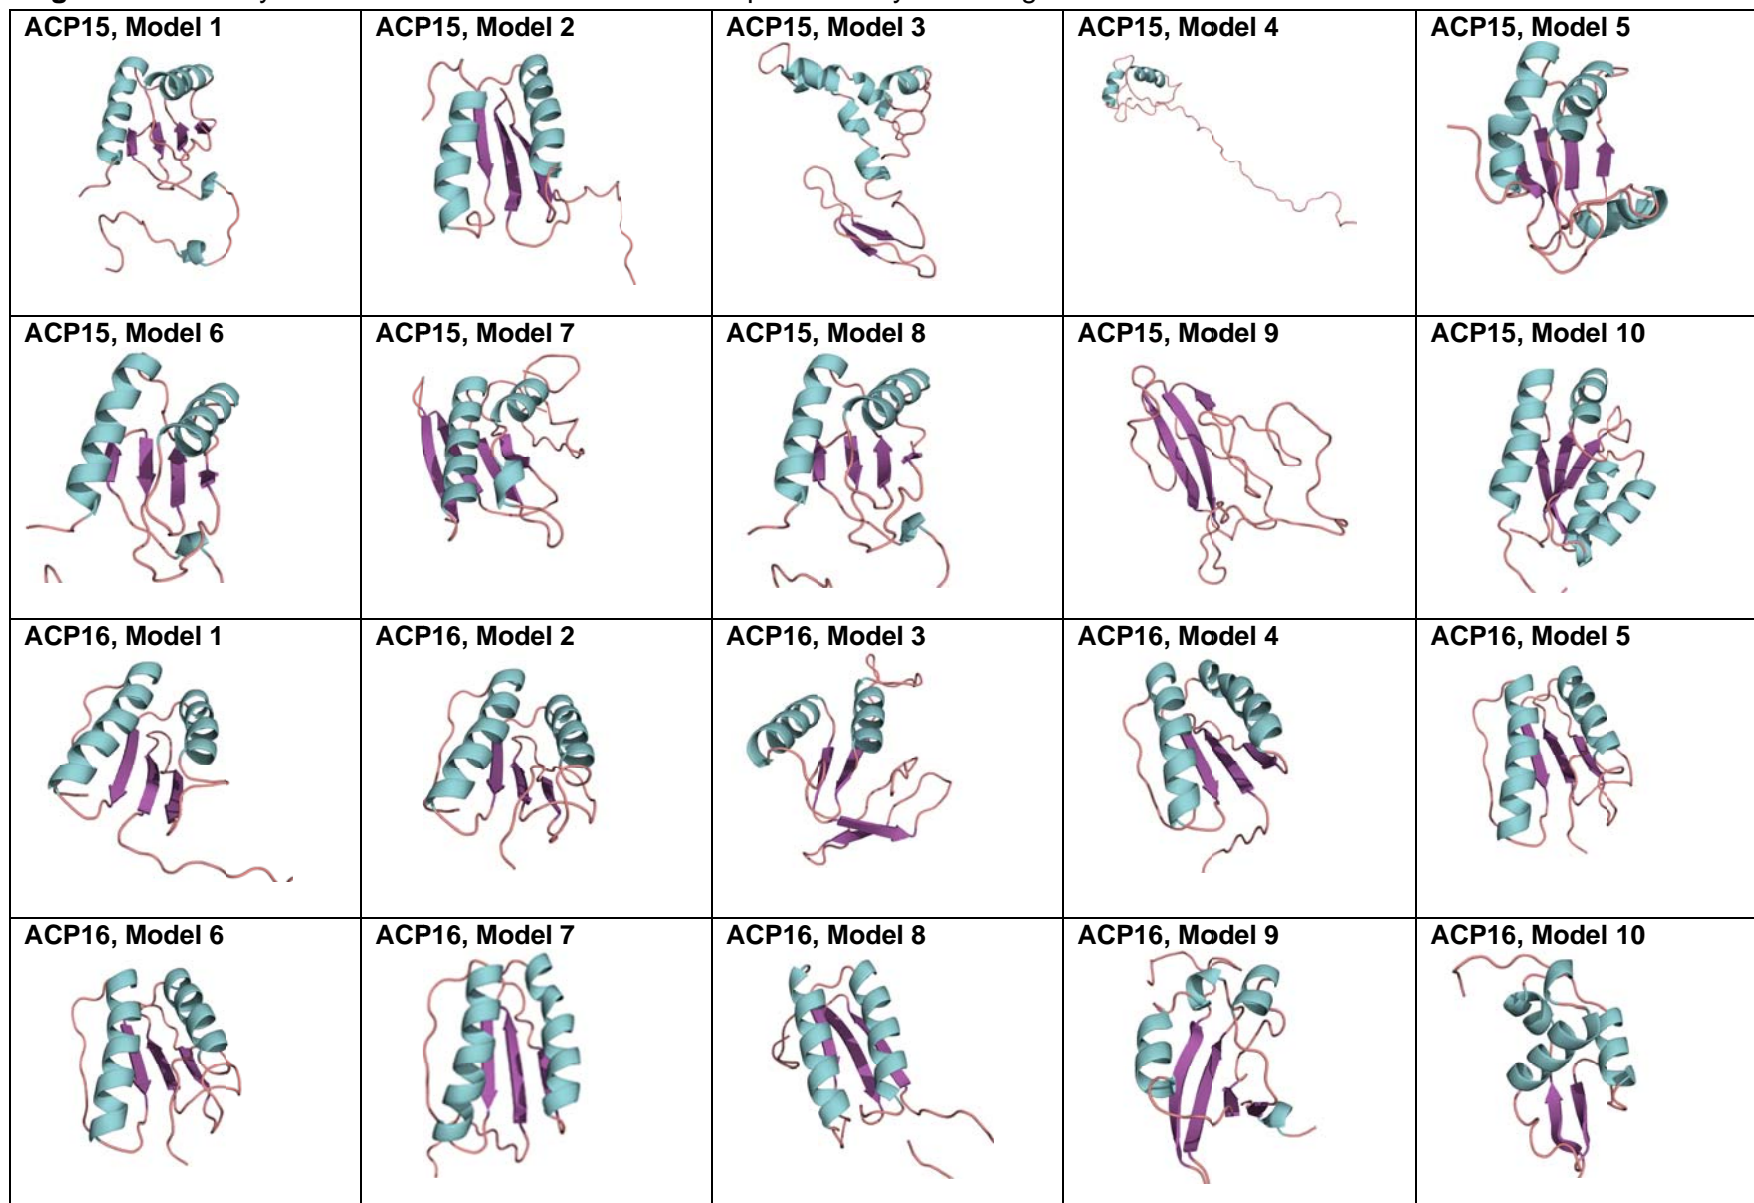 ACP15, Model 1
ACP15, Model 2
ACP15, Model 3
ACP15, Model 4
ACP15, Model 5
ACP15, Model 6
ACP15, Model 7
ACP15, Model 8
ACP15, Model 9
ACP15, Model 10
ACP16, Model 1
ACP16, Model 2
ACP16, Model 3
ACP16, Model 4
ACP16, Model 5
ACP16, Model 6
ACP16, Model 7
ACP16, Model 8
ACP16, Model 9
ACP16, Model 10